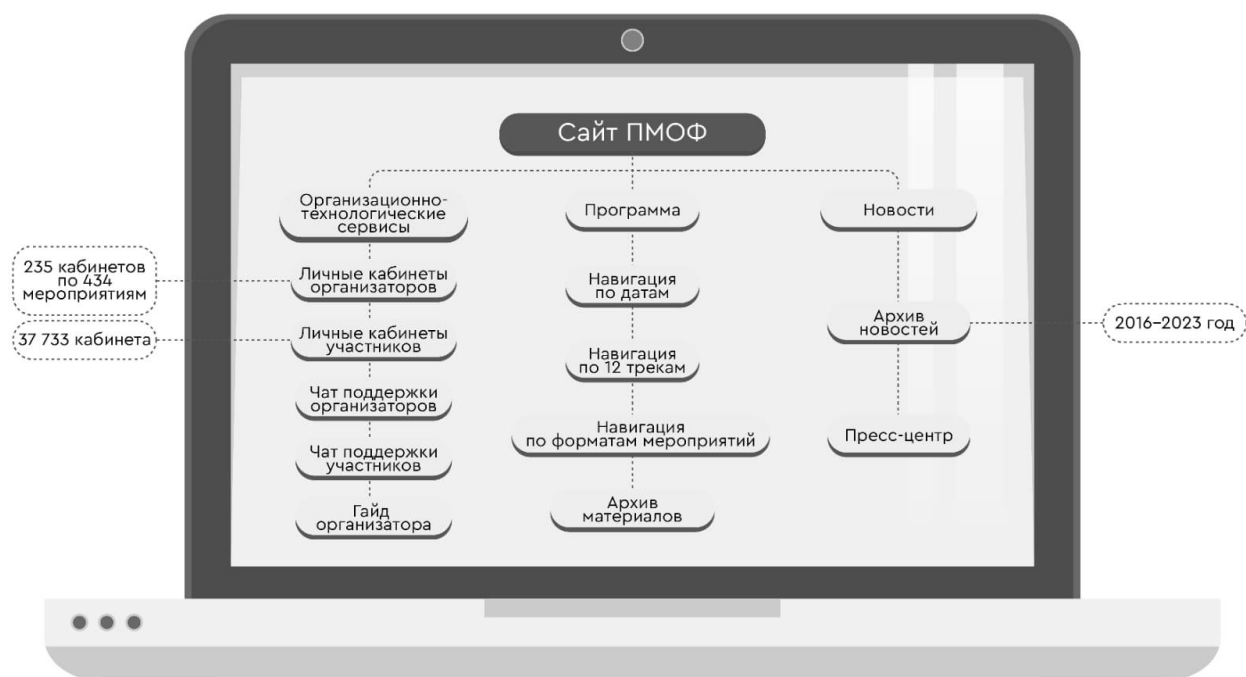 Сайт ПМОФ
Организационно-
технологические
сервисы
Личные кабинеты
организаторов
235 кабинетов
по 434
мероприятиям
Личные кабинеты
участников
37 733 кабинета
Чат поддержки
организаторов
Чат поддержки
участников
Гайд
организатора
Программа
Навигация
по датам
Навигация
по 12 трекам
Навигация
по форматам мероприятий
Архив
материалов
Новости
Архив
новостей
2016–2023 год
Пресс-центр